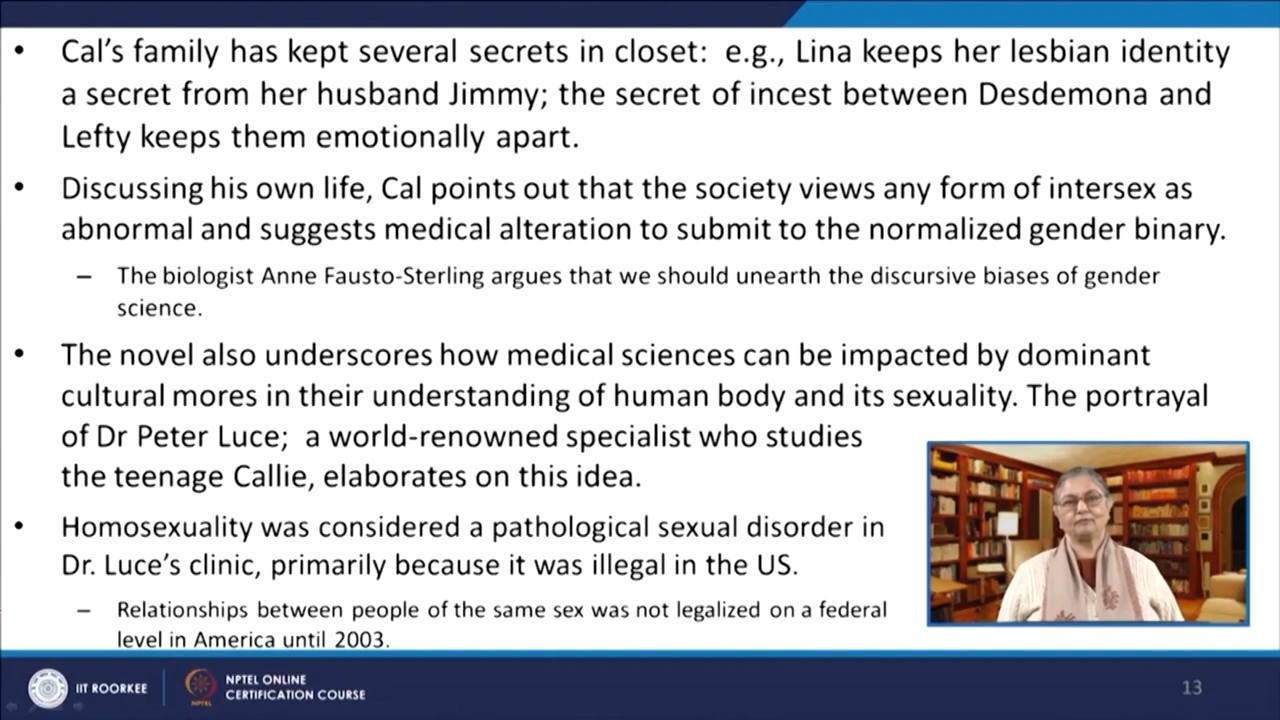 • Cal's family has kept several secrets in closet: e.g., Lina keeps her lesbian identity
a secret from her husband Jimmy; the secret of incest between Desdemona and
Lefty keeps them emotionally apart.
• Discussing his own life, Cal points out that the society views any form of intersex as
abnormal and suggests medical alteration to submit to the normalized gender binary.
– The biologist Anne Fausto-Sterling argues that we should unearth the discursive biases of gender
science.
• The novel also underscores how medical sciences can be impacted by dominant
cultural mores in their understanding of human body and its sexuality. The portrayal
of Dr Peter Luce; a world-renowned specialist who studies
the teenage Callie, elaborates on this idea.
• Homosexuality was considered a pathological sexual disorder in
Dr. Luce's clinic, primarily because it was illegal in the US.
– Relationships between people of the same sex was not legalized on a federal
level in America until 2003.
IIT ROORKEE
NPTEL
NPTEL ONLINE
CERTIFICATION COURSE
13